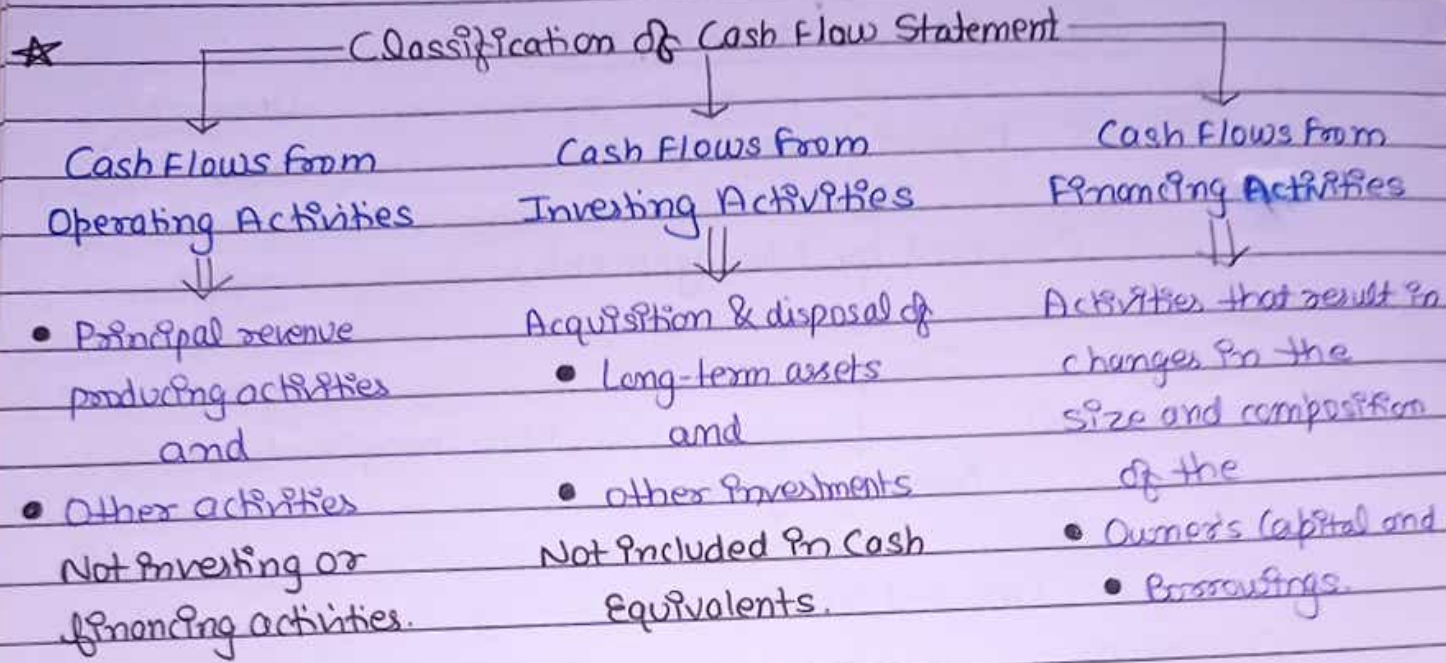 Classification of Cash Flow Statement
Cash Flows from
Operating Activities
• Principal revenue
producing activities
and
• Other activities
Not investing or
financing activities.
Cash Flows from
Investing Activities
Acquisition & disposal of
• Long-term assets
and
• other investments
Not included in Cash
Equivalents.
Cash Flows from
Financing Activities
Activities that result in
changes in the
size and composition
of the
• Owner's Capital and
• Borrowings.